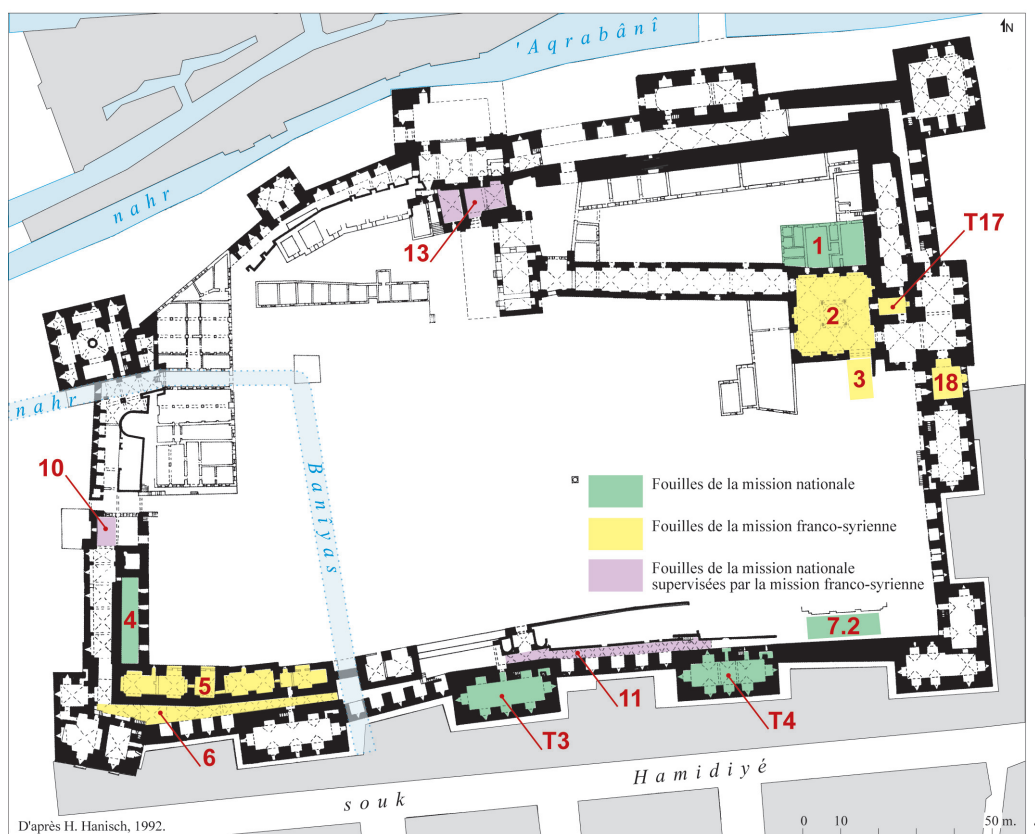 'Aqrabânî
N
nahr
13
1
T17
2
3
18
nahr
Baniyas
10
Fouilles de la mission nationale
Fouilles de la mission franco-syrienne
Fouilles de la mission nationale
supervisées par la mission franco-syrienne
4
7.2
5
11
6
T3
T4
Hamidiyé
souk
D'après H. Hanisch, 1992.
0 10 50 m.